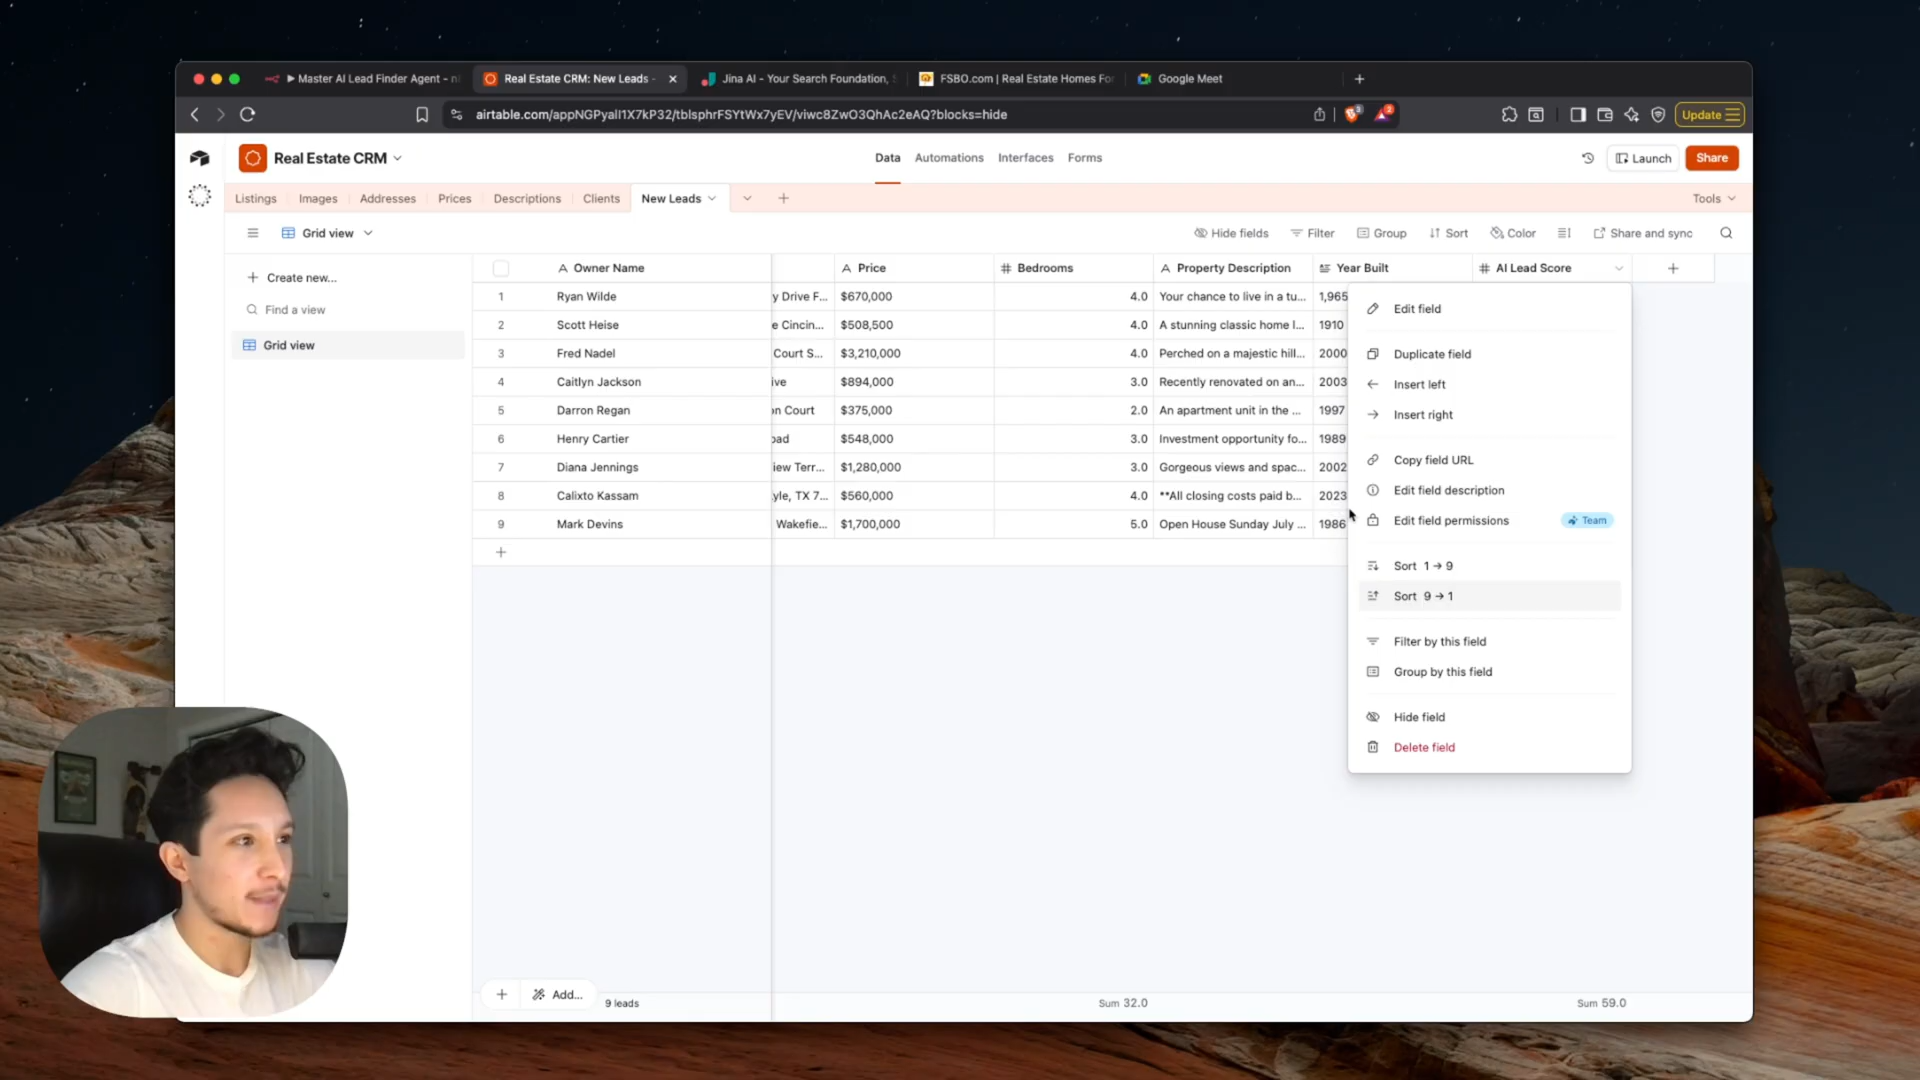 Master AI Lead Finder Agent - n
Real Estate CRM: New Leads -
Jina AI - Your Search Foundation,
FSBO.com | Real Estate Homes For
Google Meet
airtable.com/appNGPyalI1X7kP32/tblsphrFSYtWx7yEV/viwc8ZwO3QhAc2eAQ?blocks=hide
Update
Real Estate CRM
Data
Automations
Interfaces
Forms
Launch
Share
Listings
Images
Addresses
Prices
Descriptions
Clients
New Leads
Tools
Grid view
Hide fields
Filter
Group
Sort
Color
Share and sync
Create new...
Find a view
Grid view
Owner Name
Price
Bedrooms
Property Description
Year Built
AI Lead Score
1 Ryan Wilde y Drive F... $670,000 4.0 Your chance to live in a tu... 1,965
2 Scott Heise e Cincin... $508,500 4.0 A stunning classic home l... 1910
3 Fred Nadel Court S... $3,210,000 4.0 Perched on a majestic hill... 2000
4 Caitlyn Jackson ive $894,000 3.0 Recently renovated on an... 2003
5 Darron Regan on Court $375,000 2.0 An apartment unit in the ... 1997
6 Henry Cartier oad $548,000 3.0 Investment opportunity fo... 1989
7 Diana Jennings iew Terr... $1,280,000 3.0 Gorgeous views and spac... 2002
8 Calixto Kassam yle, TX 7... $560,000 4.0 **All closing costs paid b... 2023
9 Mark Devins Wakefie... $1,700,000 5.0 Open House Sunday July ... 1986
Edit field
Duplicate field
Insert left
Insert right
Copy field URL
Edit field description
Edit field permissions
Team
Sort 1 → 9
Sort 9 → 1
Filter by this field
Group by this field
Hide field
Delete field
Add...
9 leads
Sum 32.0
Sum 59.0